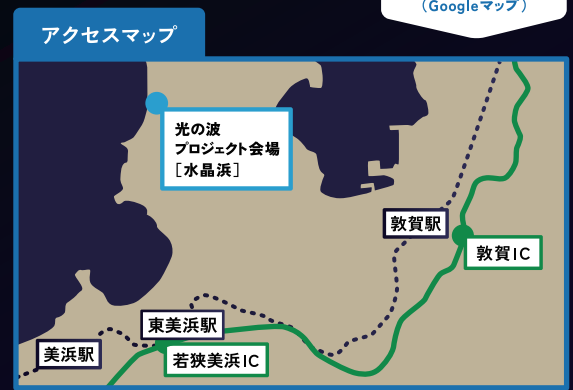 （Googleマップ）
アクセスマップ
光の波
プロジェクト会場
［水晶浜］
敦賀駅
敦賀IC
東美浜駅
美浜駅
若狭美浜IC